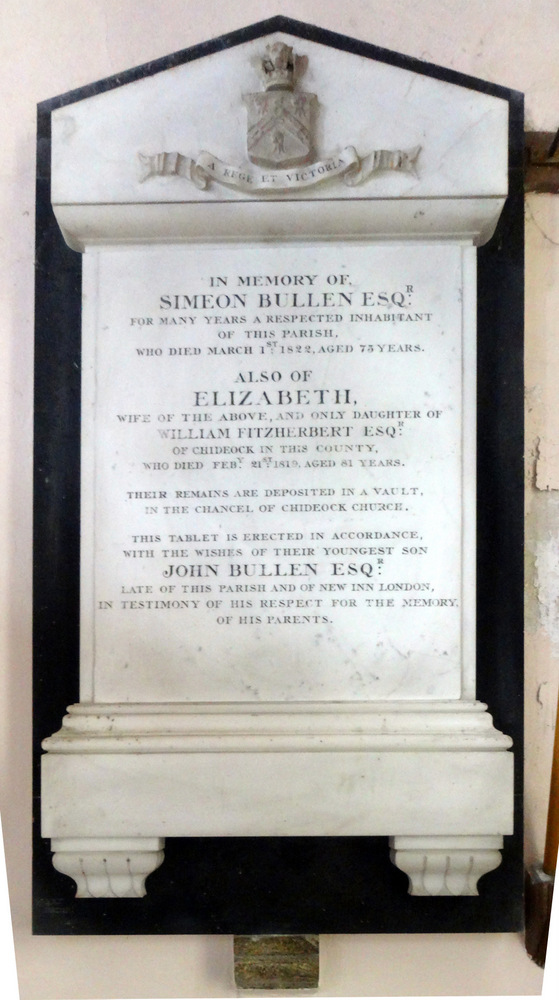 A REGE ET VICTORIA
IN MEMORY OF,
SIMEON BULLEN ESQ:R
FOR MANY YEARS A RESPECTED INHABITANT
OF THIS PARISH,
WHO DIED MARCH 1ST 1822, AGED 75 YEARS.
ALSO OF
ELIZABETH,
WIFE OF THE ABOVE, AND ONLY DAUGHTER OF
WILLIAM FITZHERBERT ESQ:R
OF CHIDEOCK IN THIS COUNTY,
WHO DIED FEBY 21ST 1819, AGED 81 YEARS.
THEIR REMAINS ARE DEPOSITED IN A VAULT,
IN THE CHANCEL OF CHIDEOCK CHURCH.
THIS TABLET IS ERECTED IN ACCORDANCE,
WITH THE WISHES OF THEIR YOUNGEST SON
JOHN BULLEN ESQ:R
LATE OF THIS PARISH AND OF NEW INN LONDON,
IN TESTIMONY OF HIS RESPECT FOR THE MEMORY,
OF HIS PARENTS.